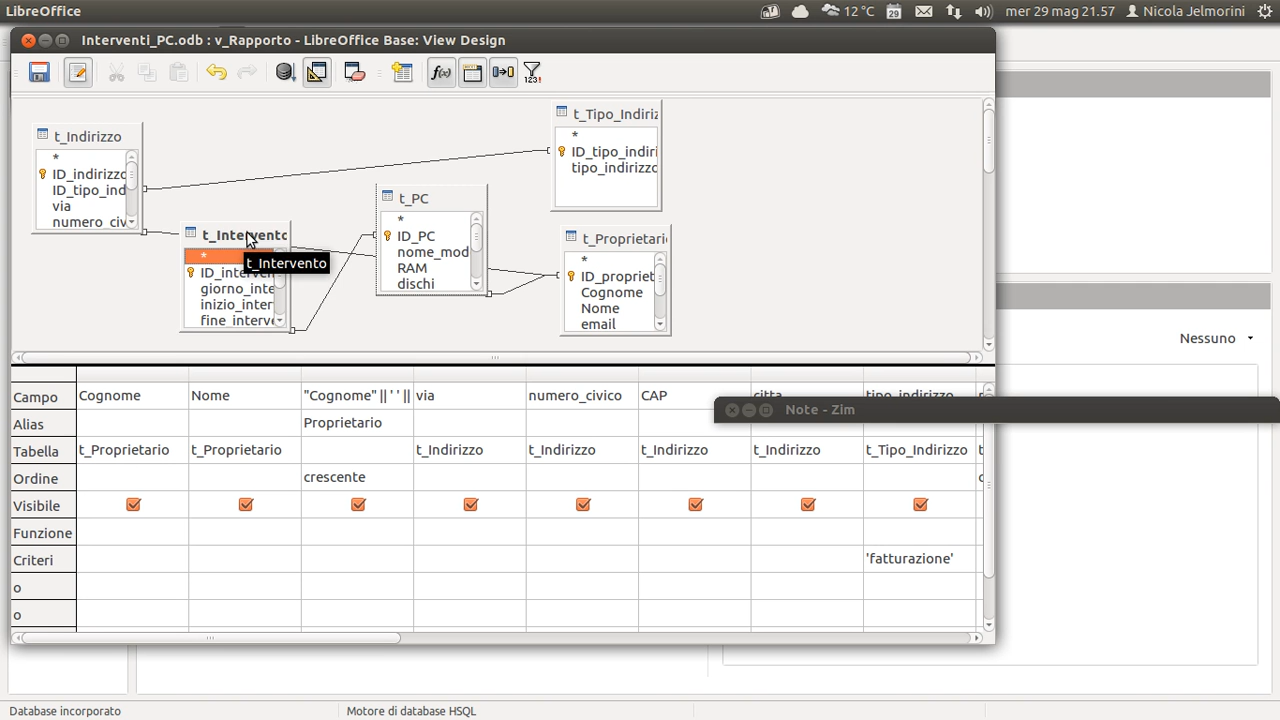 LibreOffice
12 °C
mer 29 mag 21.57
Nicola Jelmorini
Interventi_PC.odb : v_Rapporto - LibreOffice Base: View Design
f(x)
123!
t_Indirizzo
*
ID_indirizzo
ID_tipo_ind
via
numero_civ
t_Intervento
*
ID_interven
giorno_inte
inizio_inter
fine_interv
t_Intervento
t_PC
*
ID_PC
nome_mod
RAM
dischi
t_Tipo_Indiriz
*
ID_tipo_indiri
tipo_indirizzo
t_Proprietario
*
ID_propriet
Cognome
Nome
email
Nessuno
Campo Cognome Nome "Cognome" || ' ' || via numero_civico CAP citta tipo_indirizzo
Note - Zim
Alias Proprietario
Tabella t_Proprietario t_Proprietario t_Indirizzo t_Indirizzo t_Indirizzo t_Indirizzo t_Tipo_Indirizzo t
Ordine crescente c
Visibile
Funzione
Criteri 'fatturazione'
o
o
Database incorporato
Motore di database HSQL